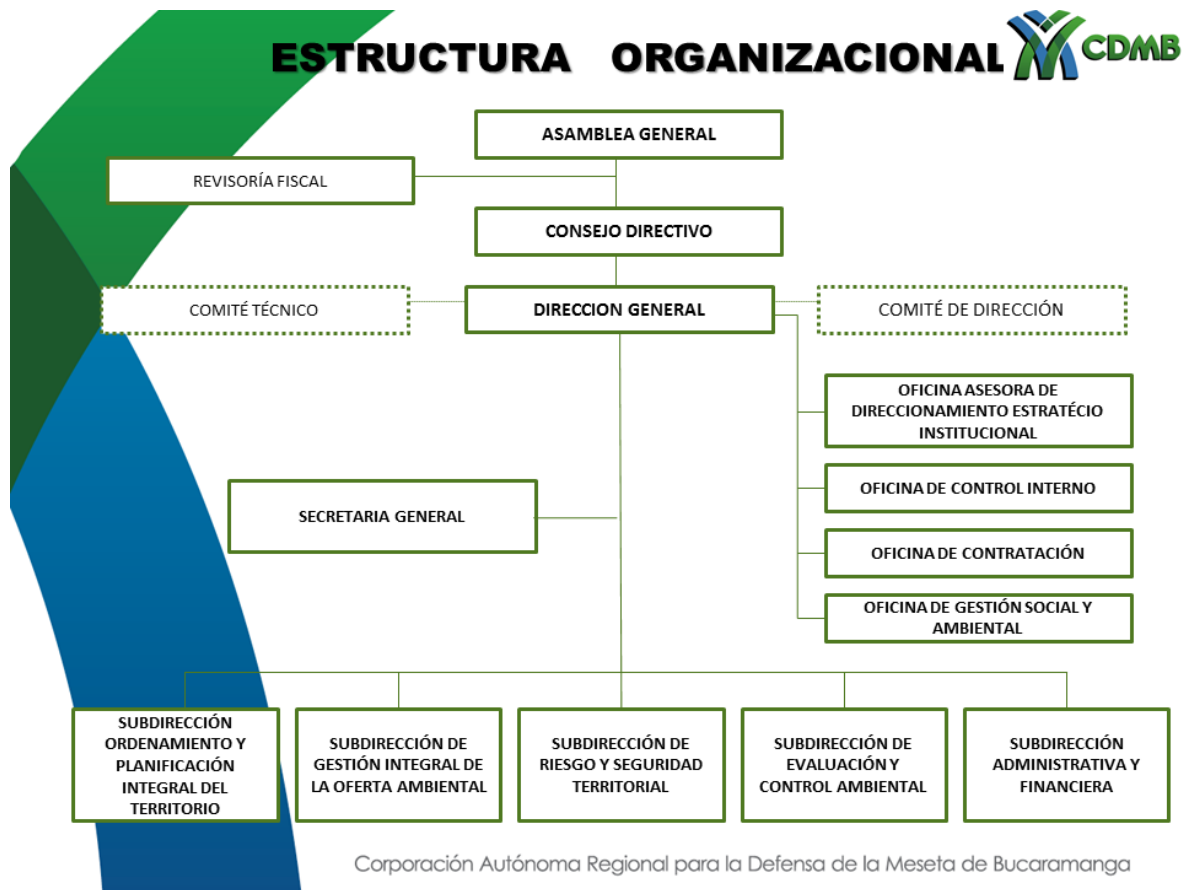 ESTRUCTURA ORGANIZACIONAL
CDMB
ASAMBLEA GENERAL
REVISORÍA FISCAL
CONSEJO DIRECTIVO
COMITÉ TÉCNICO
DIRECCION GENERAL
COMITÉ DE DIRECCIÓN
OFICINA ASESORA DE
DIRECCIONAMIENTO ESTRATÉCIO
INSTITUCIONAL
OFICINA DE CONTROL INTERNO
SECRETARIA GENERAL
OFICINA DE CONTRATACIÓN
OFICINA DE GESTIÓN SOCIAL Y
AMBIENTAL
SUBDIRECCIÓN
ORDENAMIENTO Y
PLANIFICACIÓN
INTEGRAL DEL
TERRITORIO
SUBDIRECCIÓN DE
GESTIÓN INTEGRAL DE
LA OFERTA AMBIENTAL
SUBDIRECCIÓN DE
RIESGO Y SEGURIDAD
TERRITORIAL
SUBDIRECCIÓN DE
EVALUACIÓN Y
CONTROL AMBIENTAL
SUBDIRECCIÓN
ADMINISTRATIVA Y
FINANCIERA
Corporación Autónoma Regional para la Defensa de la Meseta de Bucaramanga